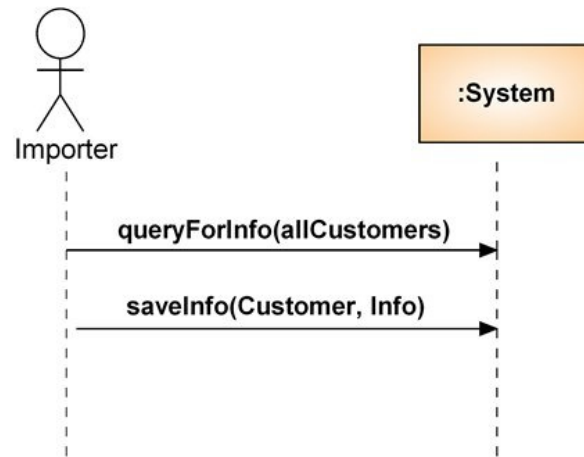 :System
Importer
queryForInfo(allCustomers)
saveInfo(Customer, Info)